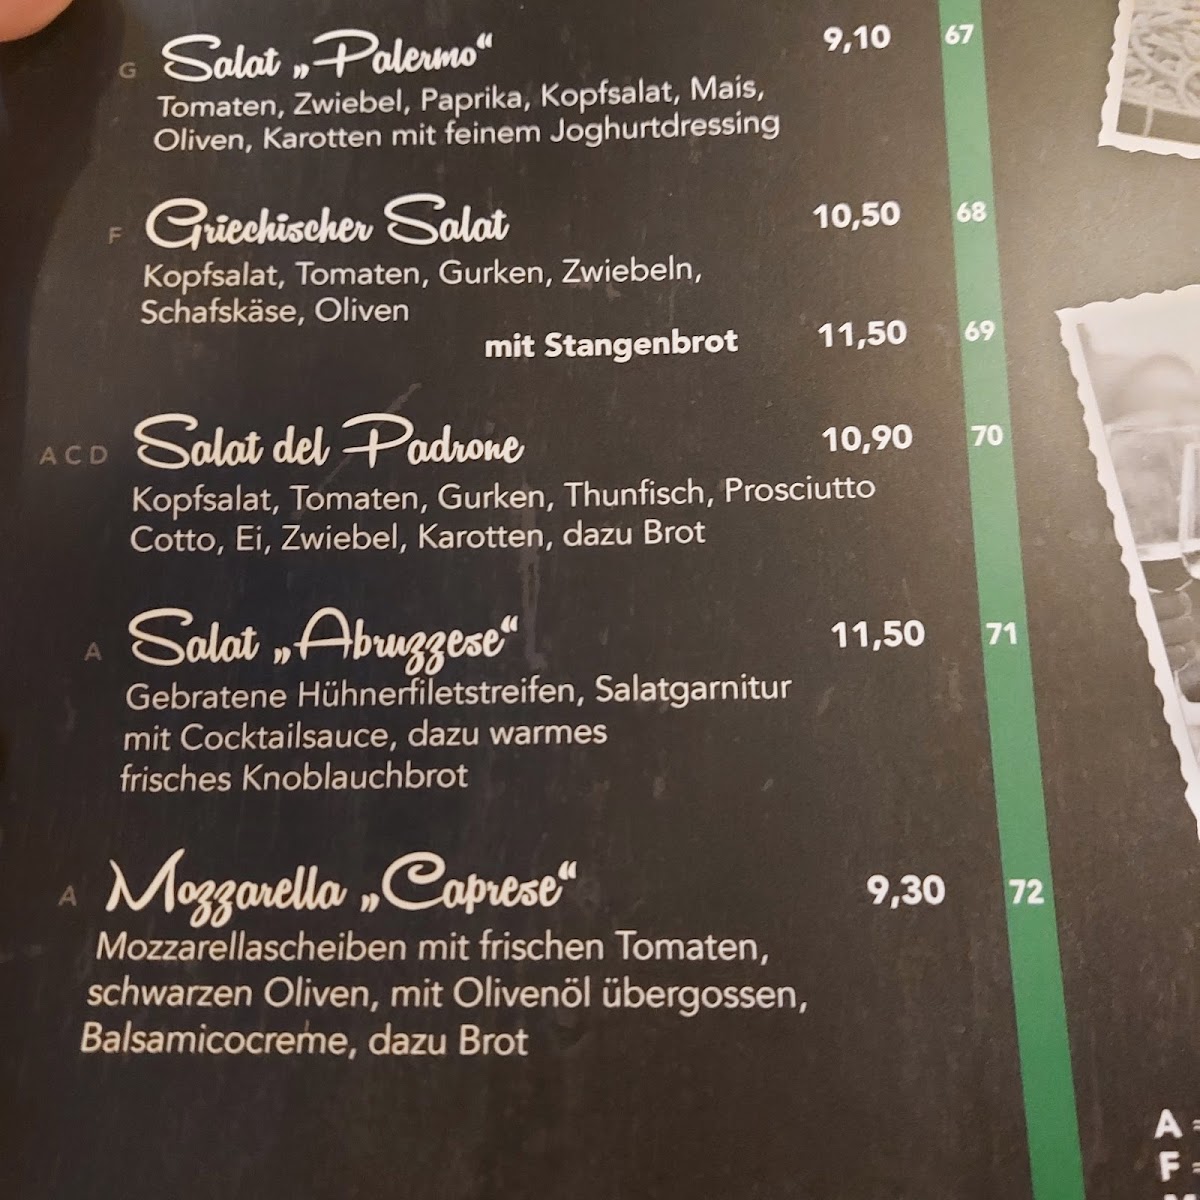 G Salat „Palermo“ 9,10 67
Tomaten, Zwiebel, Paprika, Kopfsalat, Mais,
Oliven, Karotten mit feinem Joghurtdressing
F Griechischer Salat 10,50 68
Kopfsalat, Tomaten, Gurken, Zwiebeln,
Schafskäse, Oliven
mit Stangenbrot 11,50 69
A C D Salat del Padrone 10,90 70
Kopfsalat, Tomaten, Gurken, Thunfisch, Prosciutto
Cotto, Ei, Zwiebel, Karotten, dazu Brot
A Salat „Abruzzese“ 11,50 71
Gebratene Hühnerfiletstreifen, Salatgarnitur
mit Cocktailsauce, dazu warmes
frisches Knoblauchbrot
A Mozzarella „Caprese“ 9,30 72
Mozzarellascheiben mit frischen Tomaten,
schwarzen Oliven, mit Olivenöl übergossen,
Balsamicocreme, dazu Brot
A =
F =